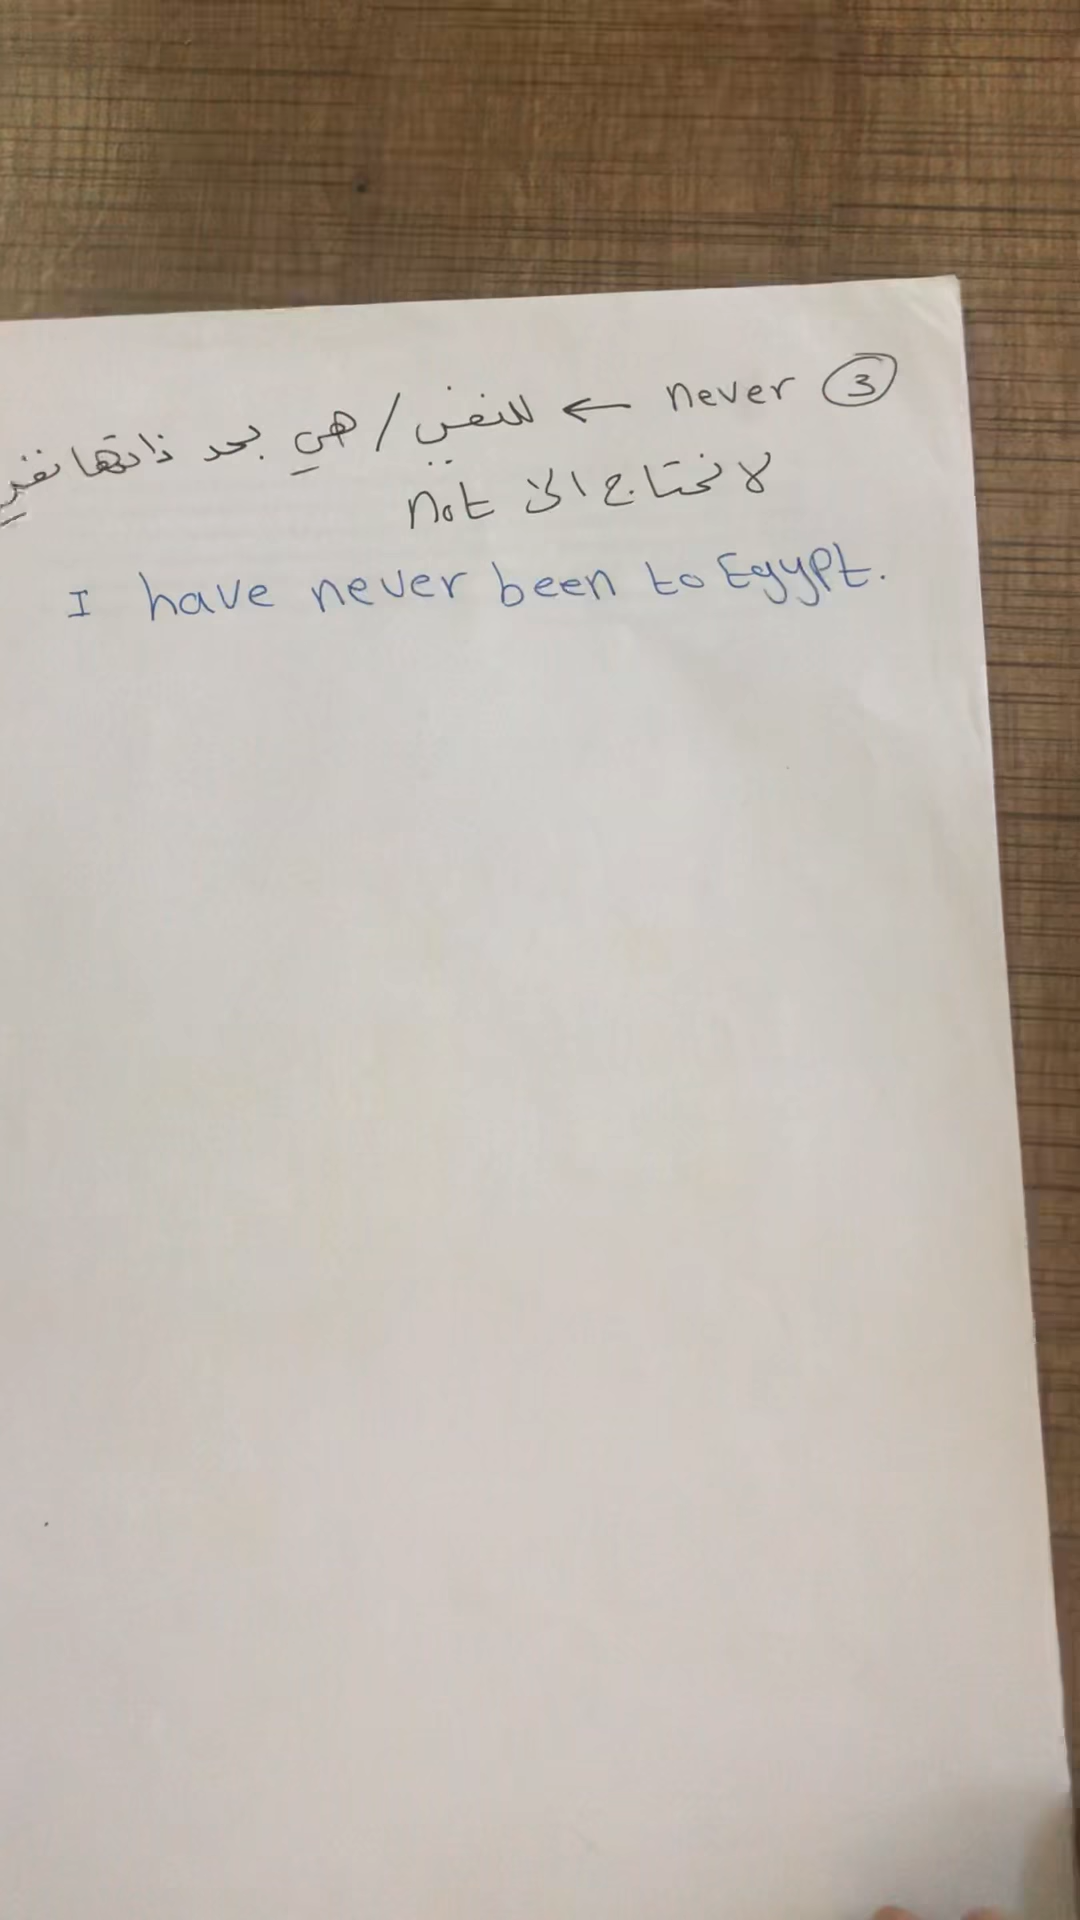 ③ never ← للنفي / هي بحد ذاتها نفي
لا نحتاج الى not
I have never been to Egypt.